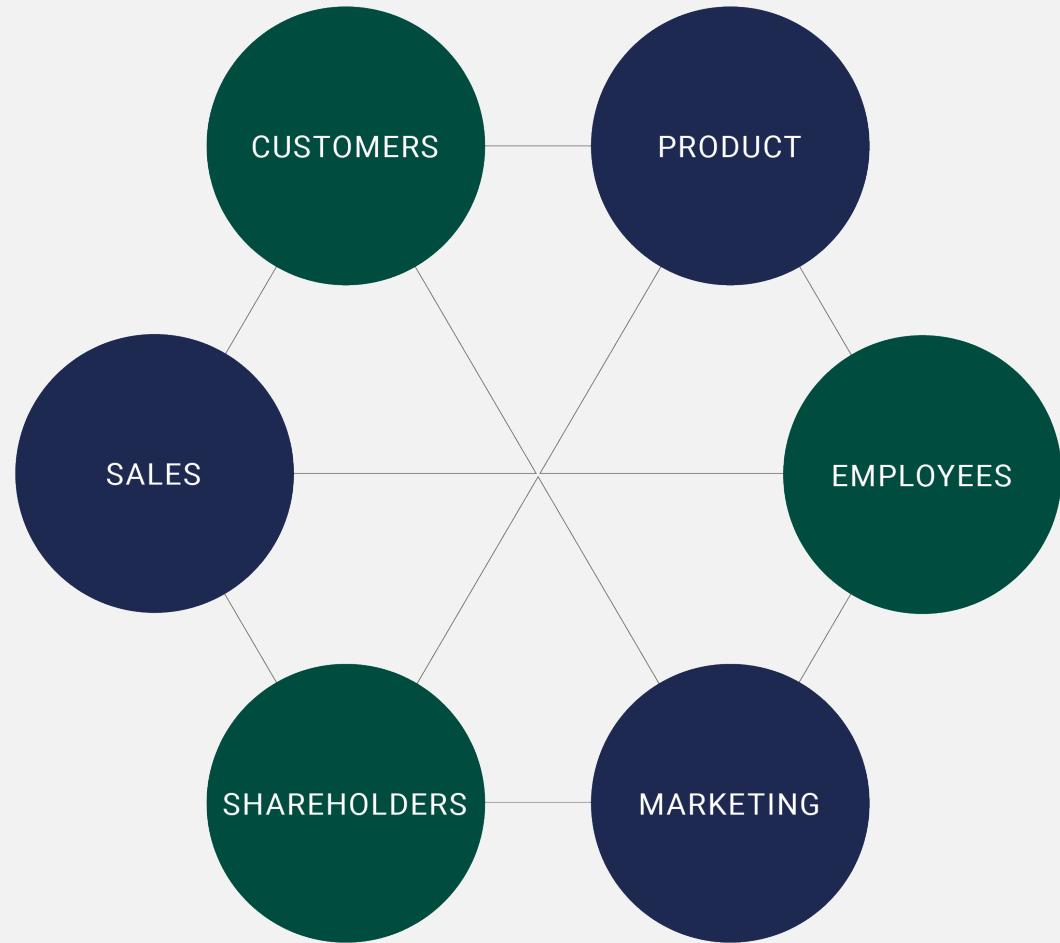 CUSTOMERS
PRODUCT
SALES
EMPLOYEES
SHAREHOLDERS
MARKETING